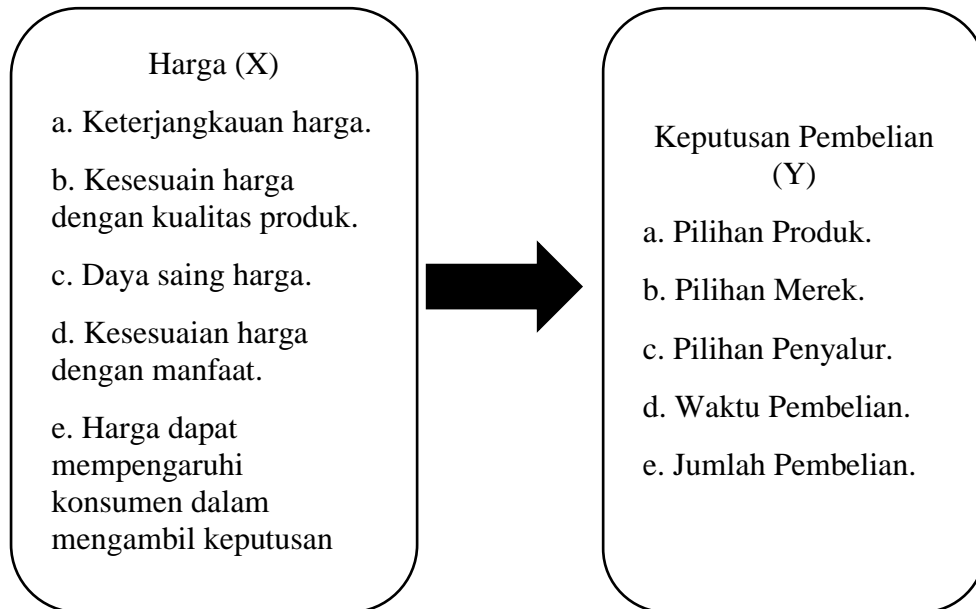 Harga (X)
a. Keterjangkauan harga.
b. Kesesuain harga
dengan kualitas produk.
c. Daya saing harga.
d. Kesesuaian harga
dengan manfaat.
e. Harga dapat
mempengaruhi
konsumen dalam
mengambil keputusan
Keputusan Pembelian
(Y)
a. Pilihan Produk.
b. Pilihan Merek.
c. Pilihan Penyalur.
d. Waktu Pembelian.
e. Jumlah Pembelian.